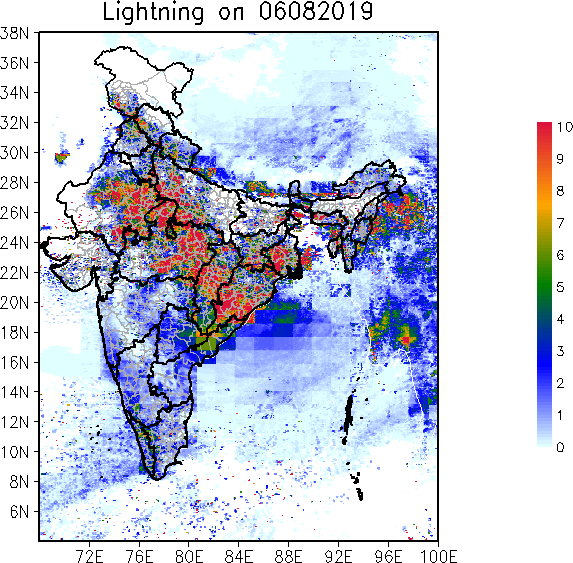 Lightning on 06082019
38N
36N
34N
32N
30N
28N
26N
24N
22N
20N
18N
16N
14N
12N
10N
8N
6N
72E 76E 80E 84E 88E 92E 96E 100E
10
9
8
7
6
5
4
3
2
1
0